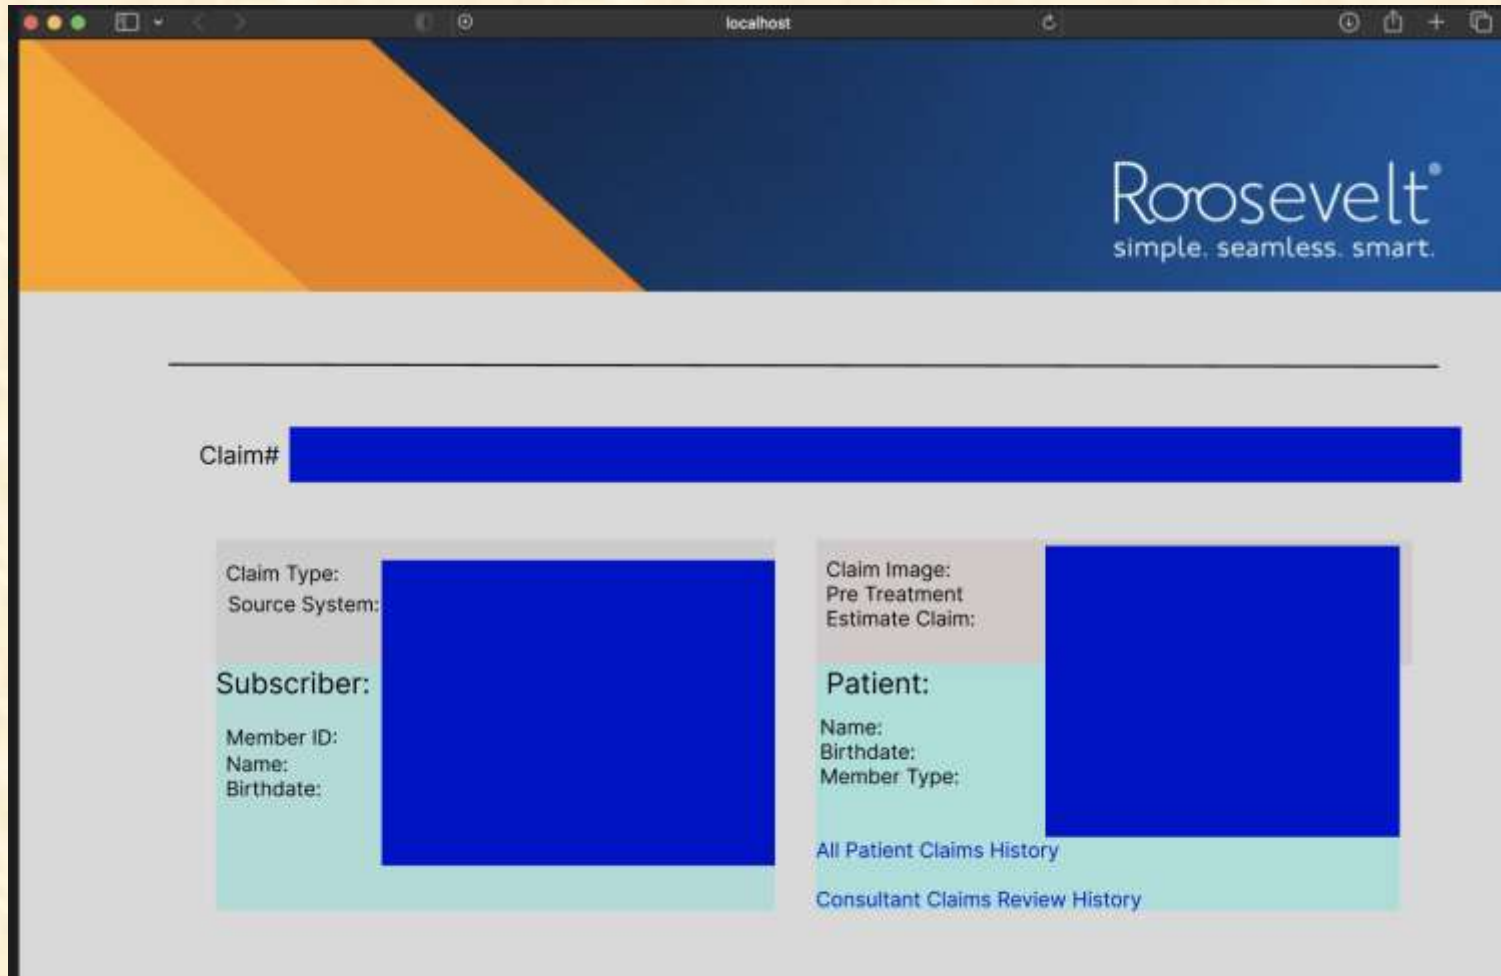 localhost
Roosevelt
simple. seamless. smart.
Claim#
Claim Type:
Source System:
Claim Image:
Pre Treatment
Estimate Claim:
Subscriber:
Member ID:
Name:
Birthdate:
Patient:
Name:
Birthdate:
Member Type:
All Patient Claims History
Consultant Claims Review History